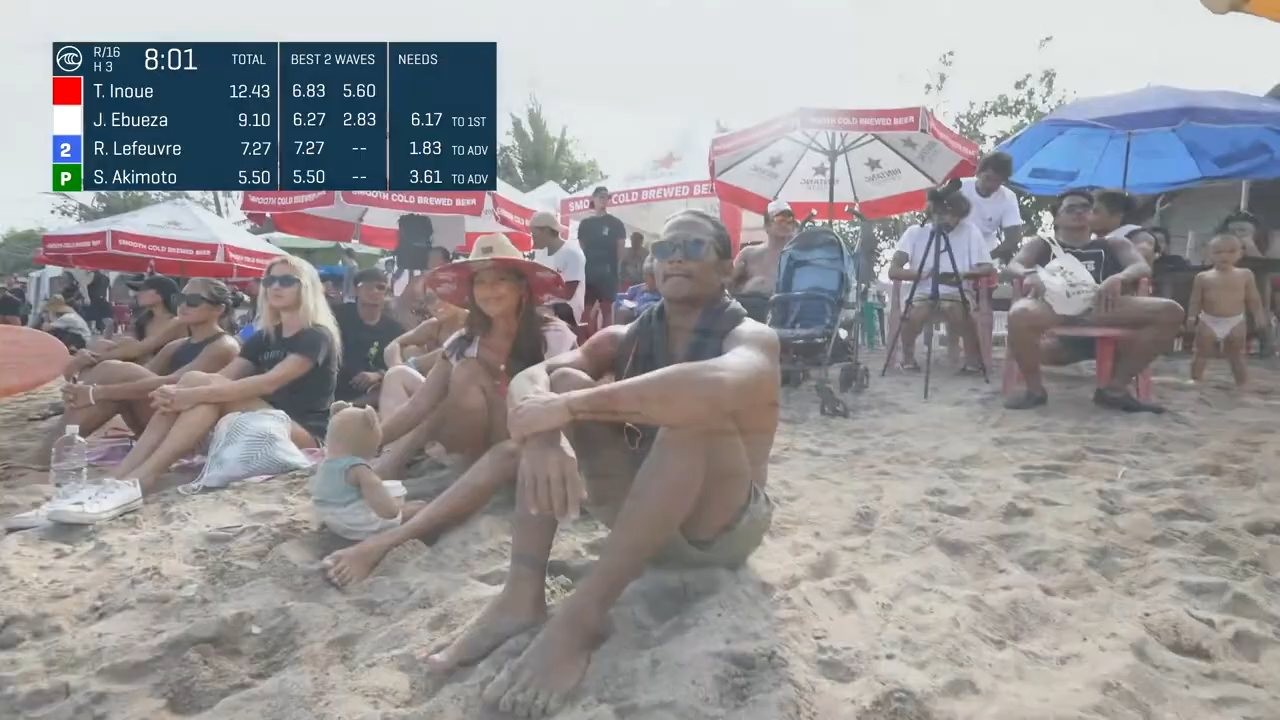 R/16
H 3
8:01
TOTAL
BEST 2 WAVES
NEEDS
T. Inoue 12.43 6.83 5.60
J. Ebueza 9.10 6.27 2.83 6.17 TO 1ST
2 R. Lefeuvre 7.27 7.27 -- 1.83 TO ADV
P S. Akimoto 5.50 5.50 -- 3.61 TO ADV
SMOOTH COLD BREWED BEER
SMOOTH COLD BREWED BEER
SMOOTH COLD BREWED BEER
SMOOTH COLD BREWED BEER
BINTANG